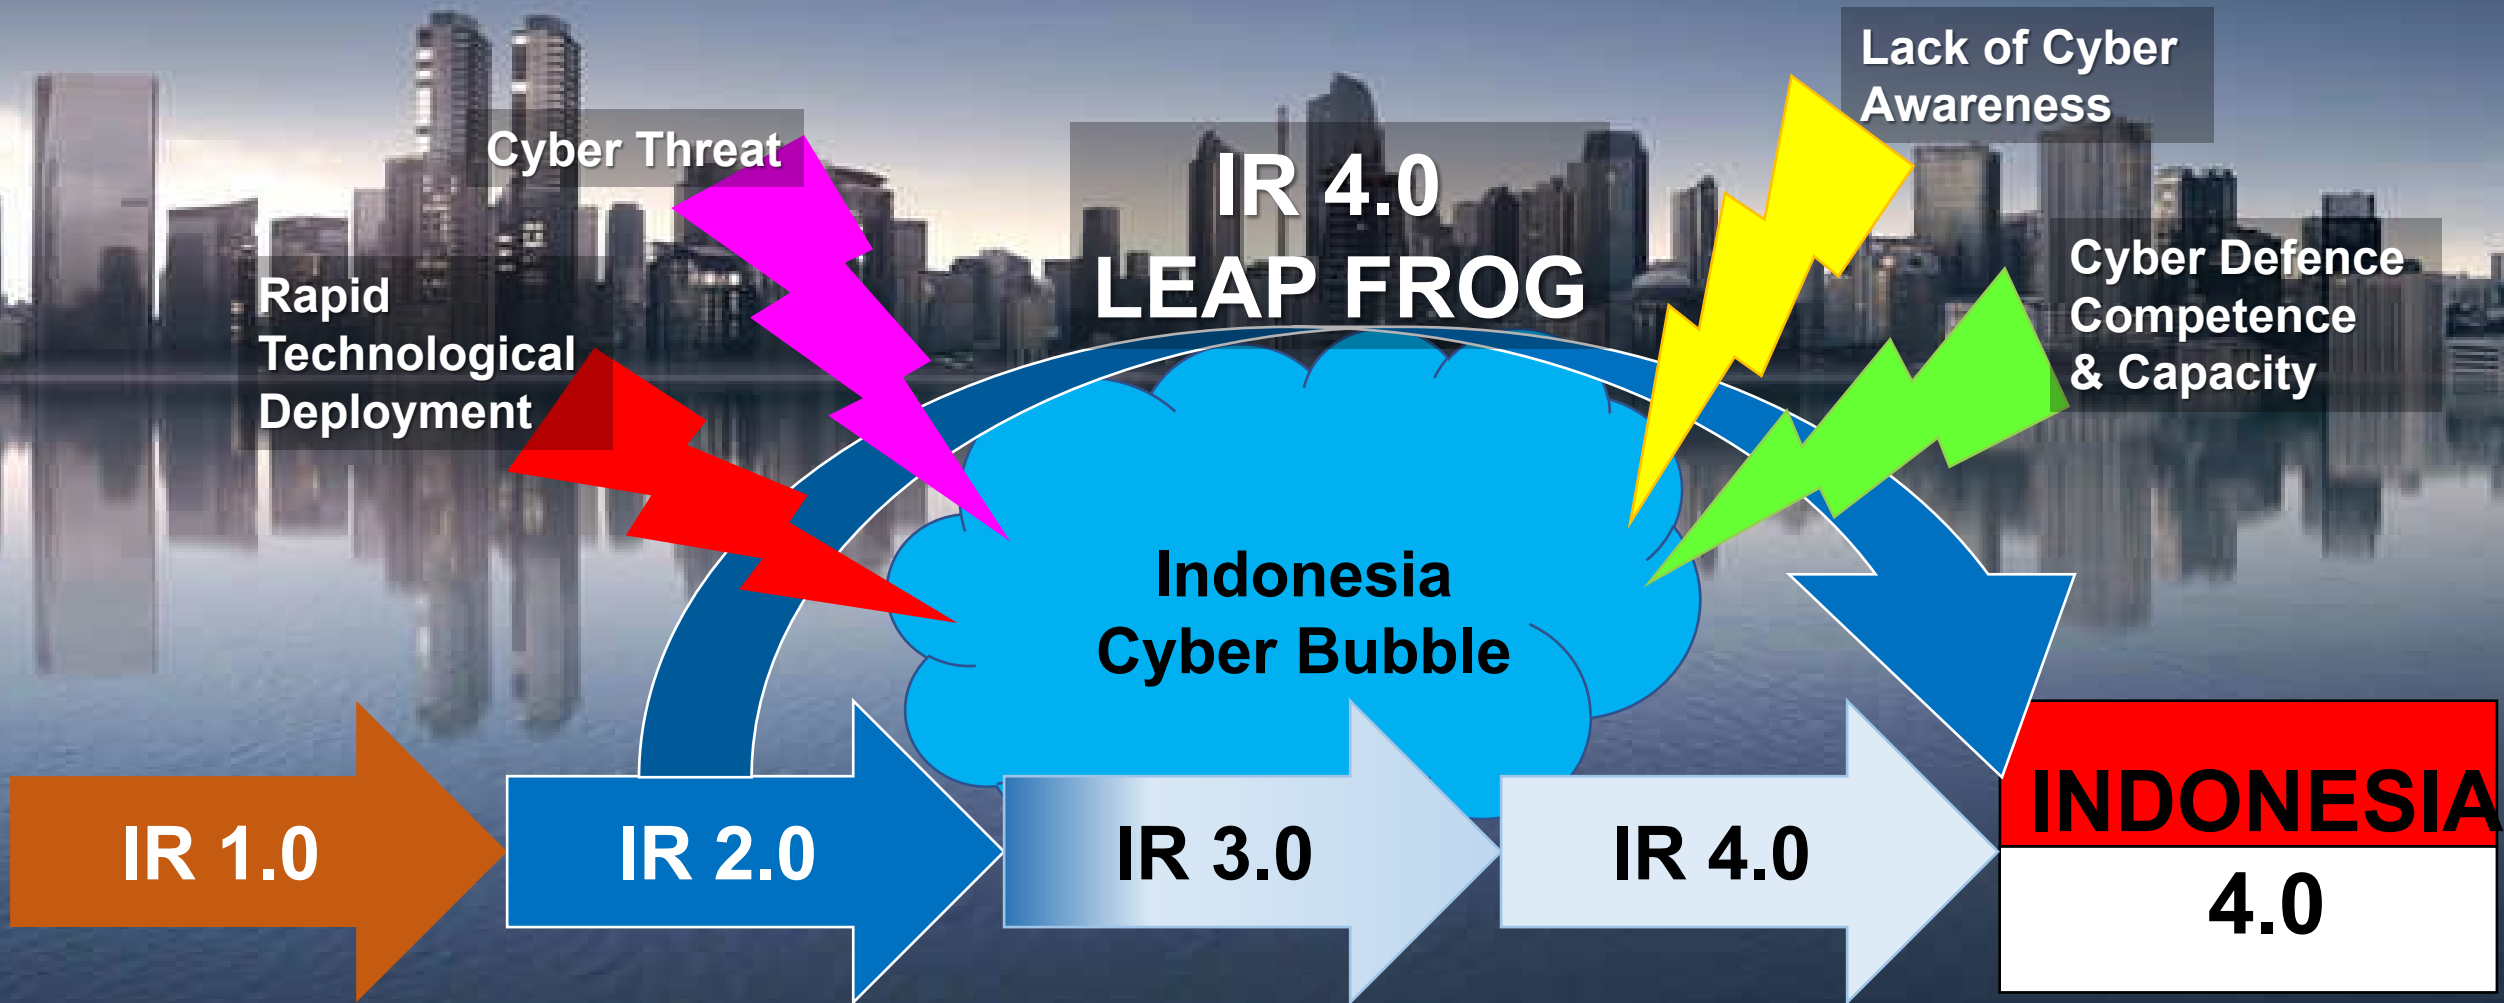 Lack of Cyber
Awareness
Cyber Threat
IR 4.0
LEAP FROG
Cyber Defence
Competence
& Capacity
Rapid
Technological
Deployment
Indonesia
Cyber Bubble
IR 1.0
IR 2.0
IR 3.0
IR 4.0
INDONESIA
4.0